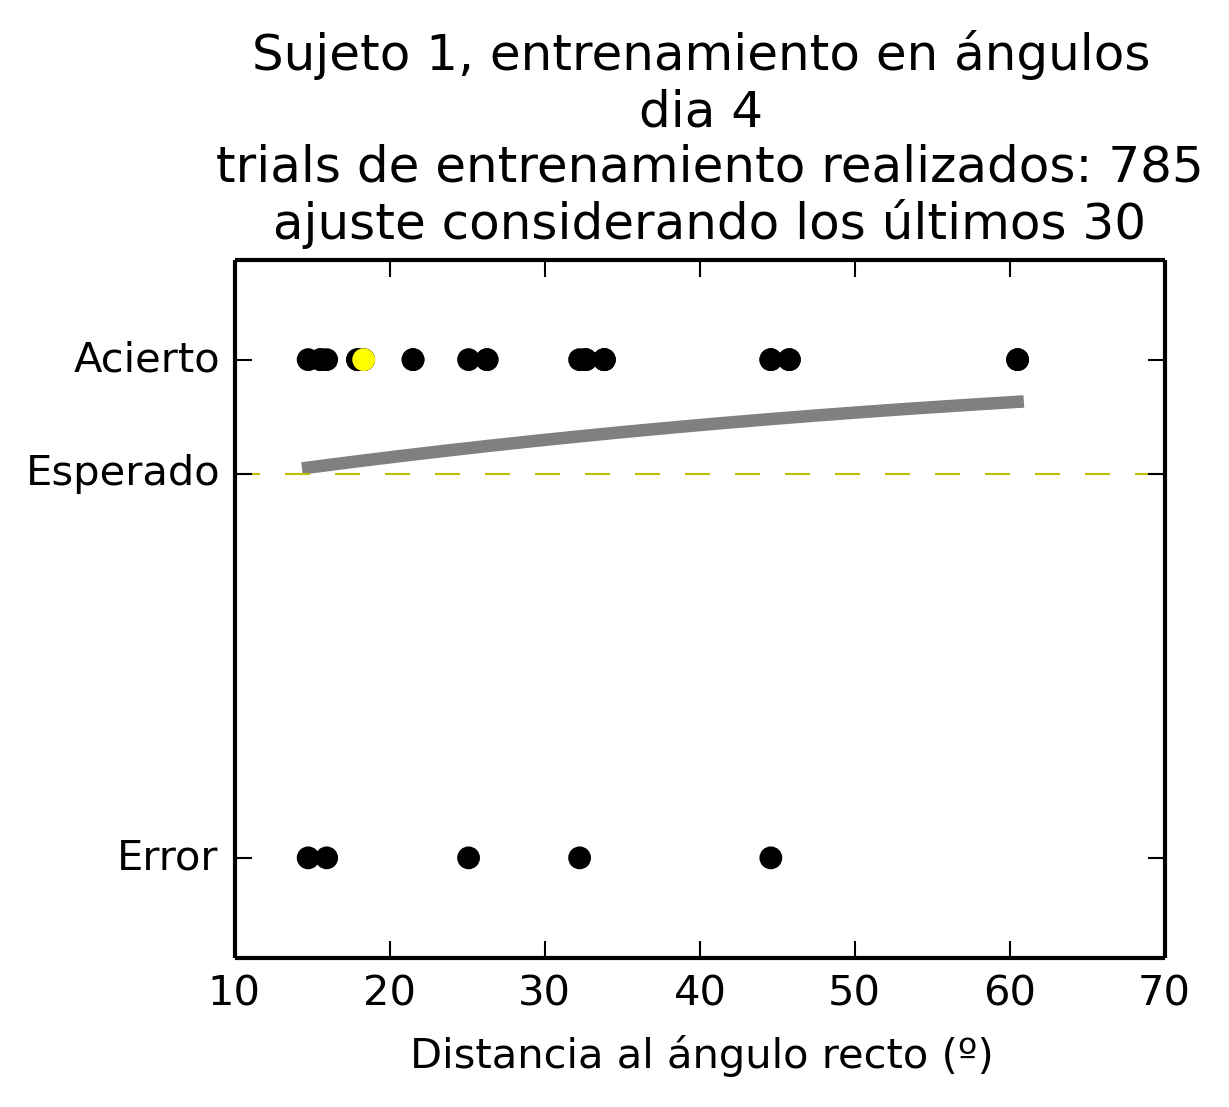 Sujeto 1, entrenamiento en ángulos
dia 4
trials de entrenamiento realizados: 785
ajuste considerando los últimos 30
Acierto
Esperado
Error
10 20 30 40 50 60 70
Distancia al ángulo recto (º)